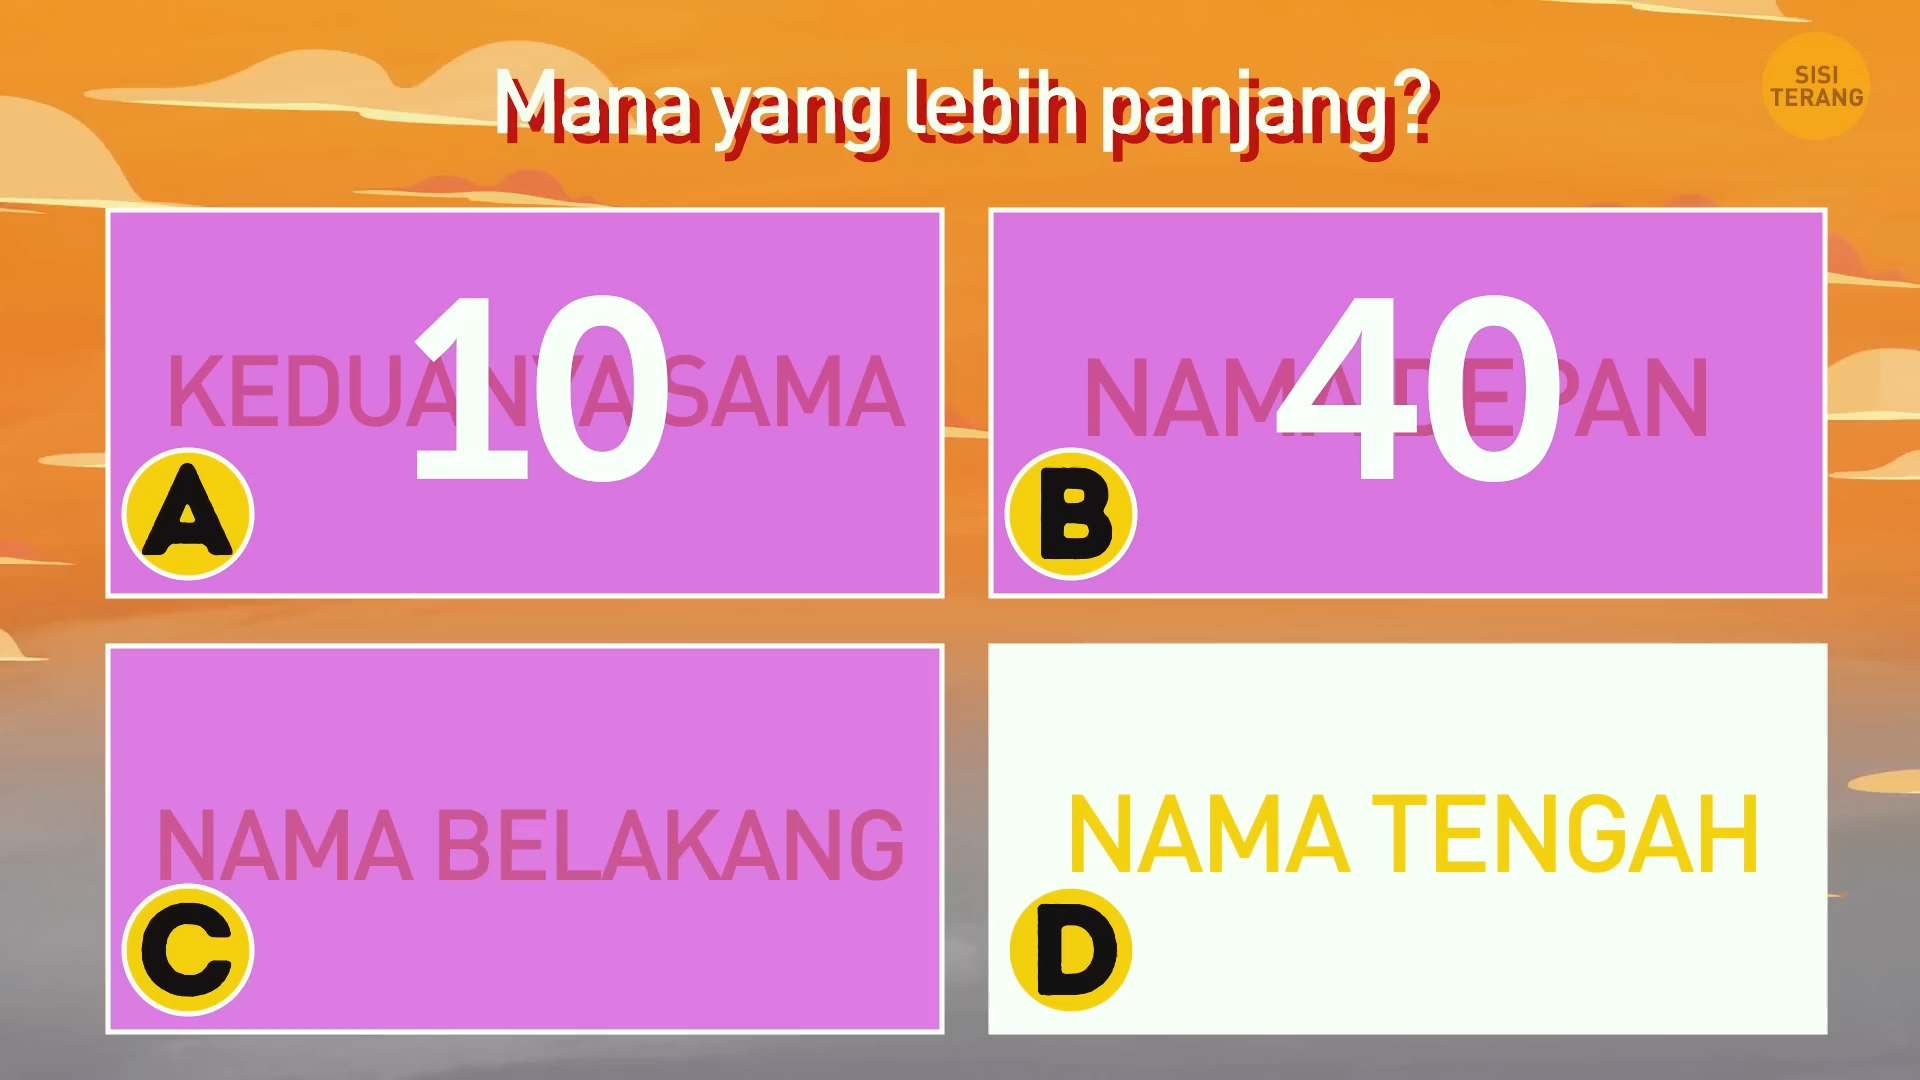 Mana yang lebih panjang?
SISI
TERANG
KEDUANYA SAMA
10
A
NAMA DEPAN
40
B
NAMA BELAKANG
C
NAMA TENGAH
D